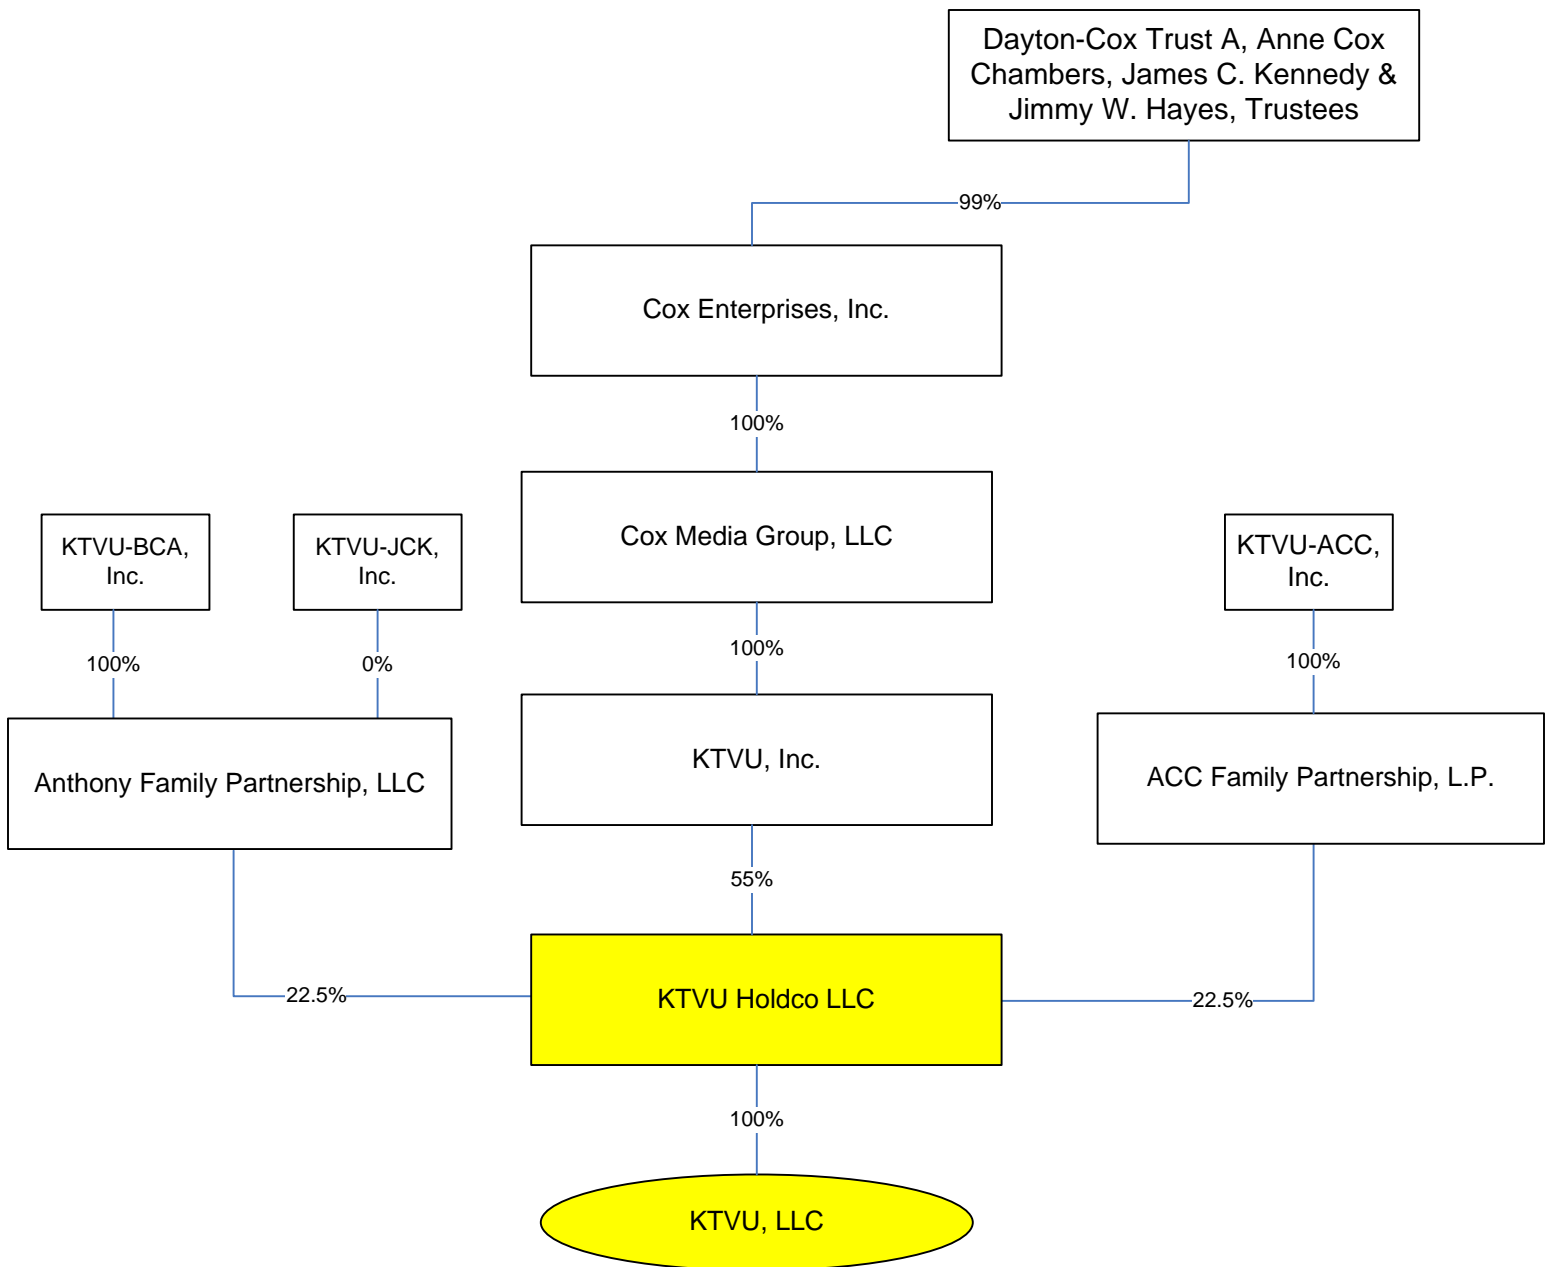 Dayton-Cox Trust A, Anne Cox
Chambers, James C. Kennedy &
Jimmy W. Hayes, Trustees
99%
Cox Enterprises, Inc.
100%
Cox Media Group, LLC
KTVU-BCA,
Inc.
KTVU-JCK,
Inc.
KTVU-ACC,
Inc.
100%
0%
100%
100%
Anthony Family Partnership, LLC
KTVU, Inc.
ACC Family Partnership, L.P.
55%
22.5%
KTVU Holdco LLC
22.5%
100%
KTVU, LLC